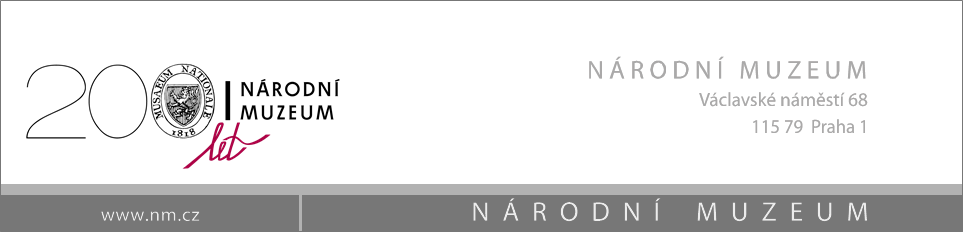 200
MUSAEUM NATIONALE
1818
let
NÁRODNÍ
MUZEUM
NÁRODNÍ MUZEUM
Václavské náměstí 68
115 79 Praha 1
www.nm.cz
NÁRODNÍ MUZEUM